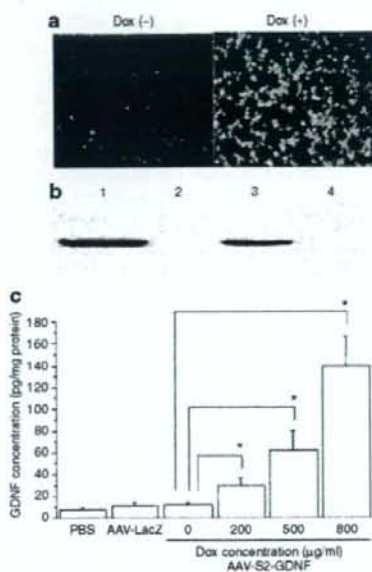 a
Dox (–) Dox (+)
b
1 2 3 4
c
GDNF concentration (pg/mg protein)
180
160
140
120
100
80
60
40
20
0
*
*
*
PBS AAV-LacZ 0 200 500 800
Dox concentration (µg/ml)
AAV-S2-GDNF